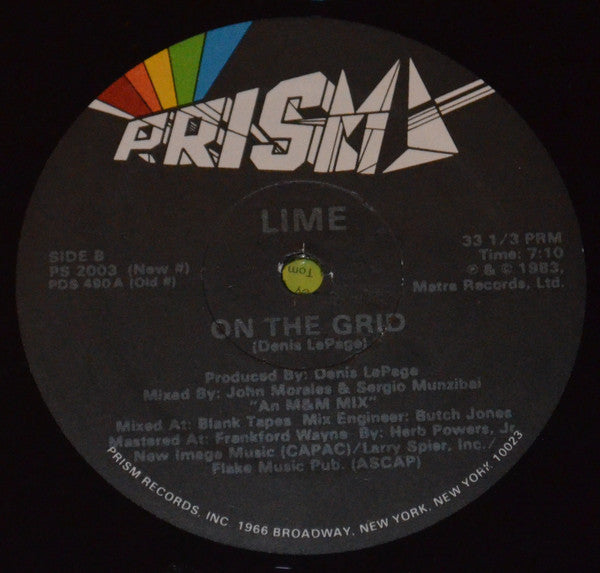 PRISM
LIME
SIDE B
PS 2003 (New #)
PDS 490 A (Old #)
33 1/3 PRM
Time: 7:10
℗ & © 1983,
Matra Records, Ltd.
Tom
ON THE GRID
(Denis LePage)
Produced By: Denis LePage
Mixed By: John Morales & Sergio Munzibai
"An M&M MIX"
Mixed At: Blank Tapes Mix Engineer: Butch Jones
Mastered At: Frankford Wayne By: Herb Powers, Jr.
New Image Music (CAPAC)/Larry Spier, Inc./
Flake Music Pub. (ASCAP)
PRISM RECORDS, INC 1966 BROADWAY, NEW YORK, NEW YORK 10023